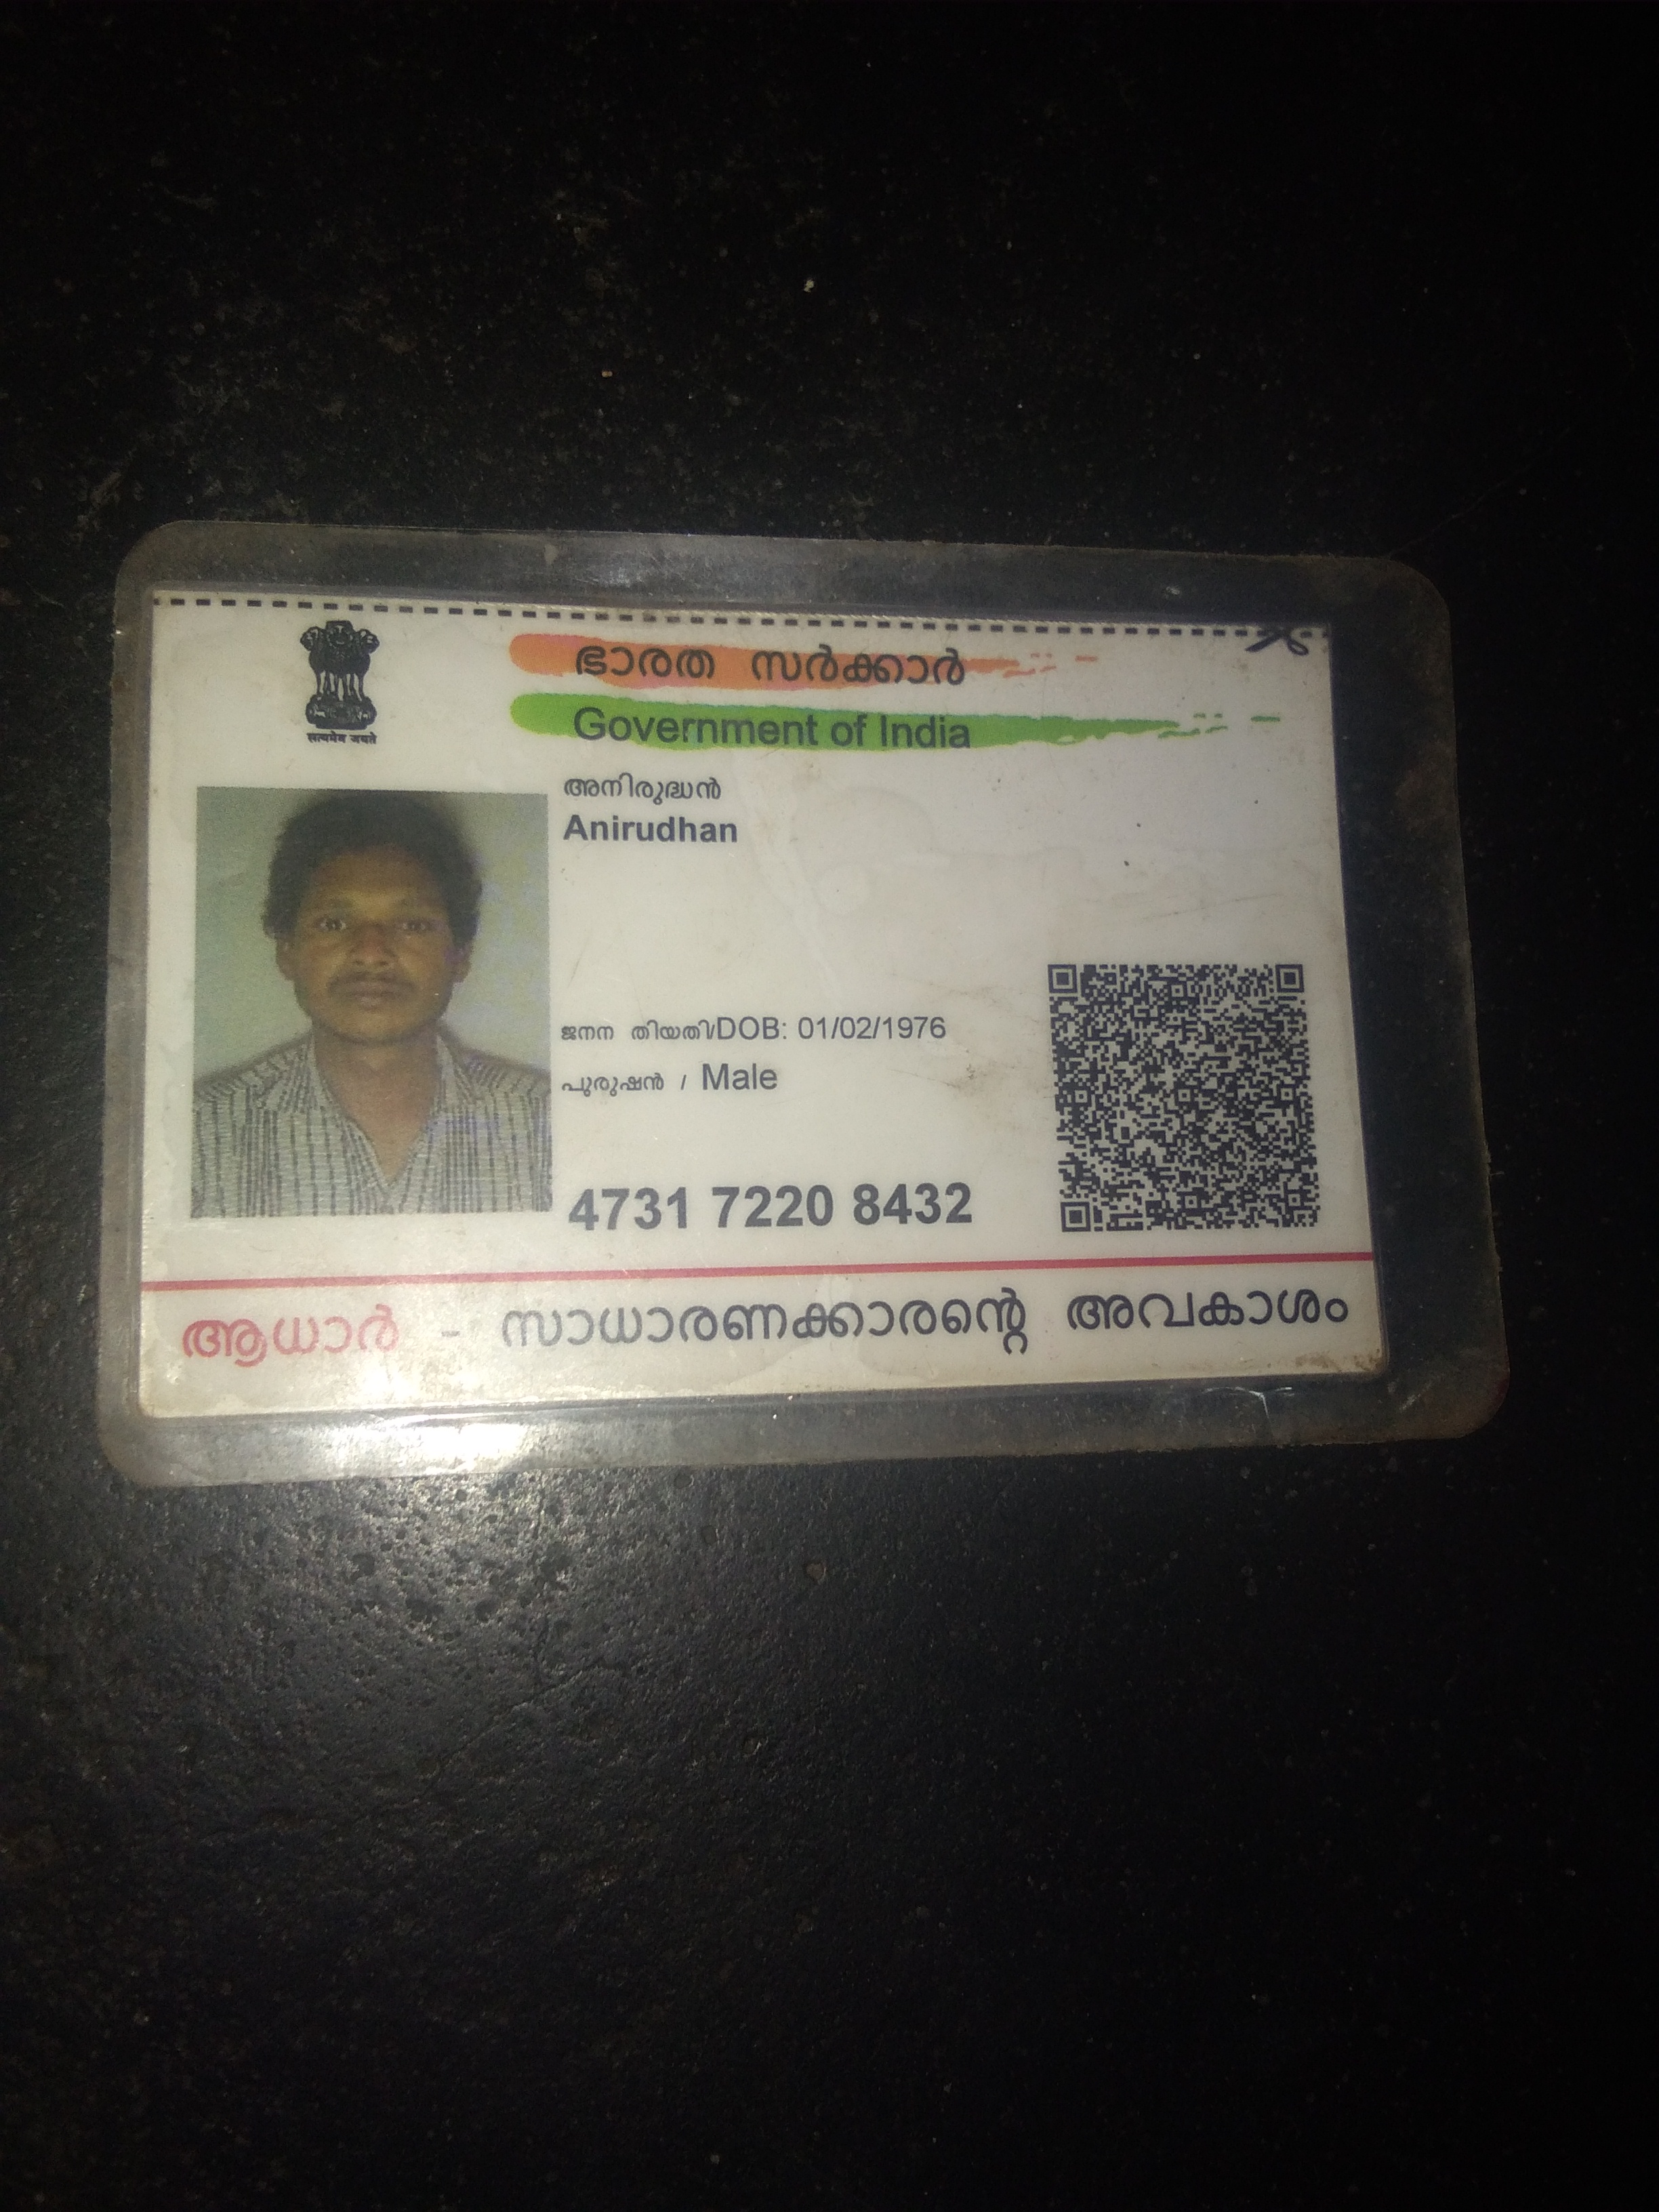 सत्यमेव जयते
ഭാരത സർക്കാർ
Government of India
അനിരുദ്ധൻ
Anirudhan
ജനന തിയതി/DOB: 01/02/1976
പുരുഷൻ / Male
4731 7220 8432
ആധാർ - സാധാരണക്കാരന്റെ അവകാശം